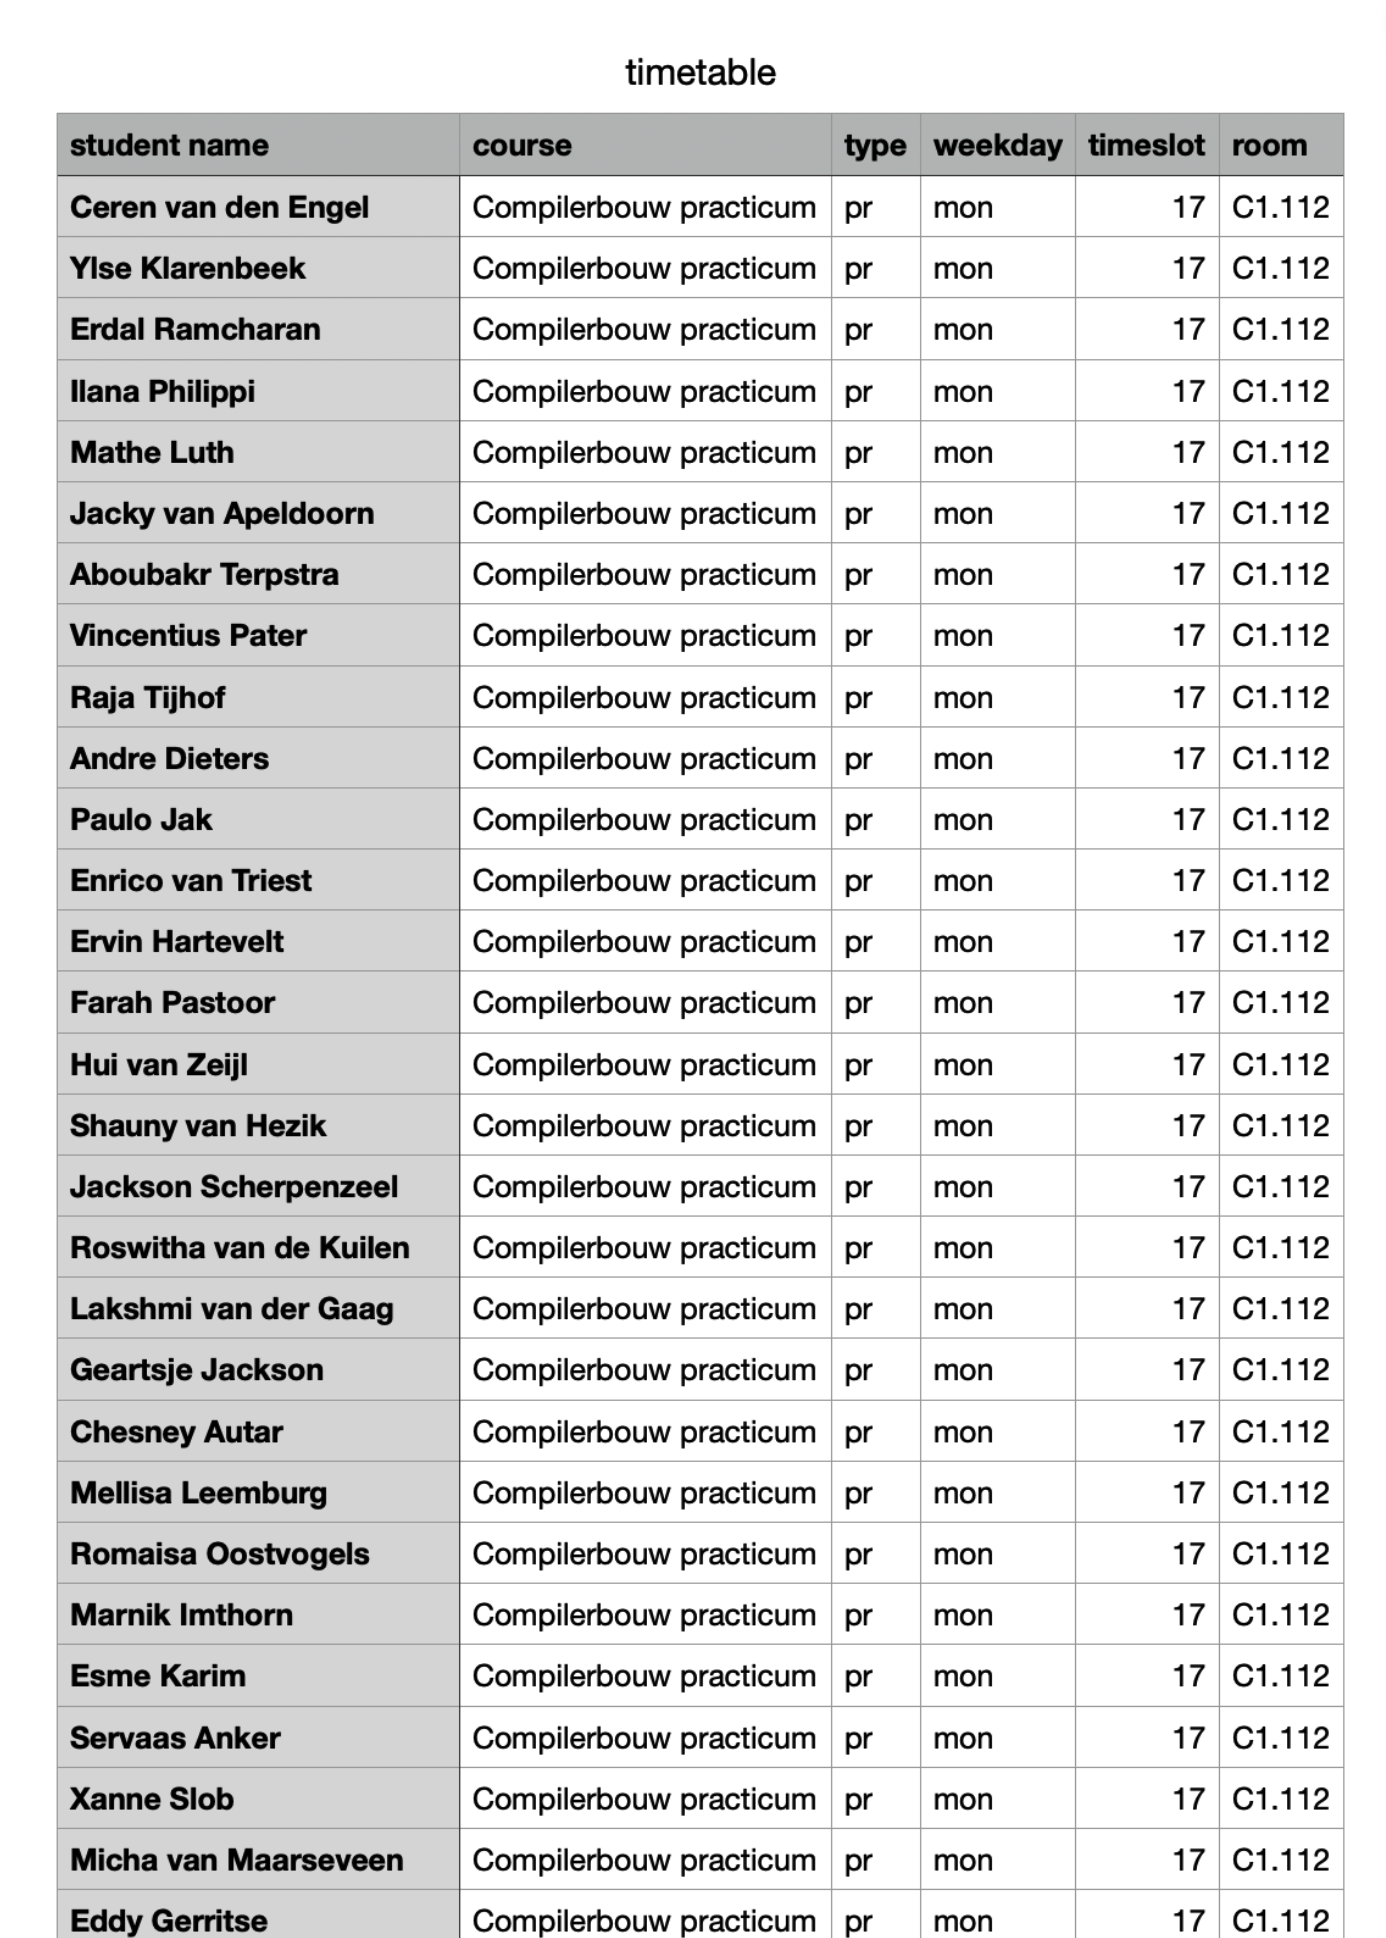 timetable
student name course type weekday timeslot room
Ceren van den Engel Compilerbouw practicum pr mon 17 C1.112
Ylse Klarenbeek Compilerbouw practicum pr mon 17 C1.112
Erdal Ramcharan Compilerbouw practicum pr mon 17 C1.112
Ilana Philippi Compilerbouw practicum pr mon 17 C1.112
Mathe Luth Compilerbouw practicum pr mon 17 C1.112
Jacky van Apeldoorn Compilerbouw practicum pr mon 17 C1.112
Aboubakr Terpstra Compilerbouw practicum pr mon 17 C1.112
Vincentius Pater Compilerbouw practicum pr mon 17 C1.112
Raja Tijhof Compilerbouw practicum pr mon 17 C1.112
Andre Dieters Compilerbouw practicum pr mon 17 C1.112
Paulo Jak Compilerbouw practicum pr mon 17 C1.112
Enrico van Triest Compilerbouw practicum pr mon 17 C1.112
Ervin Hartevelt Compilerbouw practicum pr mon 17 C1.112
Farah Pastoor Compilerbouw practicum pr mon 17 C1.112
Hui van Zeijl Compilerbouw practicum pr mon 17 C1.112
Shauny van Hezik Compilerbouw practicum pr mon 17 C1.112
Jackson Scherpenzeel Compilerbouw practicum pr mon 17 C1.112
Roswitha van de Kuilen Compilerbouw practicum pr mon 17 C1.112
Lakshmi van der Gaag Compilerbouw practicum pr mon 17 C1.112
Geartsje Jackson Compilerbouw practicum pr mon 17 C1.112
Chesney Autar Compilerbouw practicum pr mon 17 C1.112
Mellisa Leemburg Compilerbouw practicum pr mon 17 C1.112
Romaisa Oostvogels Compilerbouw practicum pr mon 17 C1.112
Marnik Imthorn Compilerbouw practicum pr mon 17 C1.112
Esme Karim Compilerbouw practicum pr mon 17 C1.112
Servaas Anker Compilerbouw practicum pr mon 17 C1.112
Xanne Slob Compilerbouw practicum pr mon 17 C1.112
Micha van Maarseveen Compilerbouw practicum pr mon 17 C1.112
Eddy Gerritse Compilerbouw practicum pr mon 17 C1.112